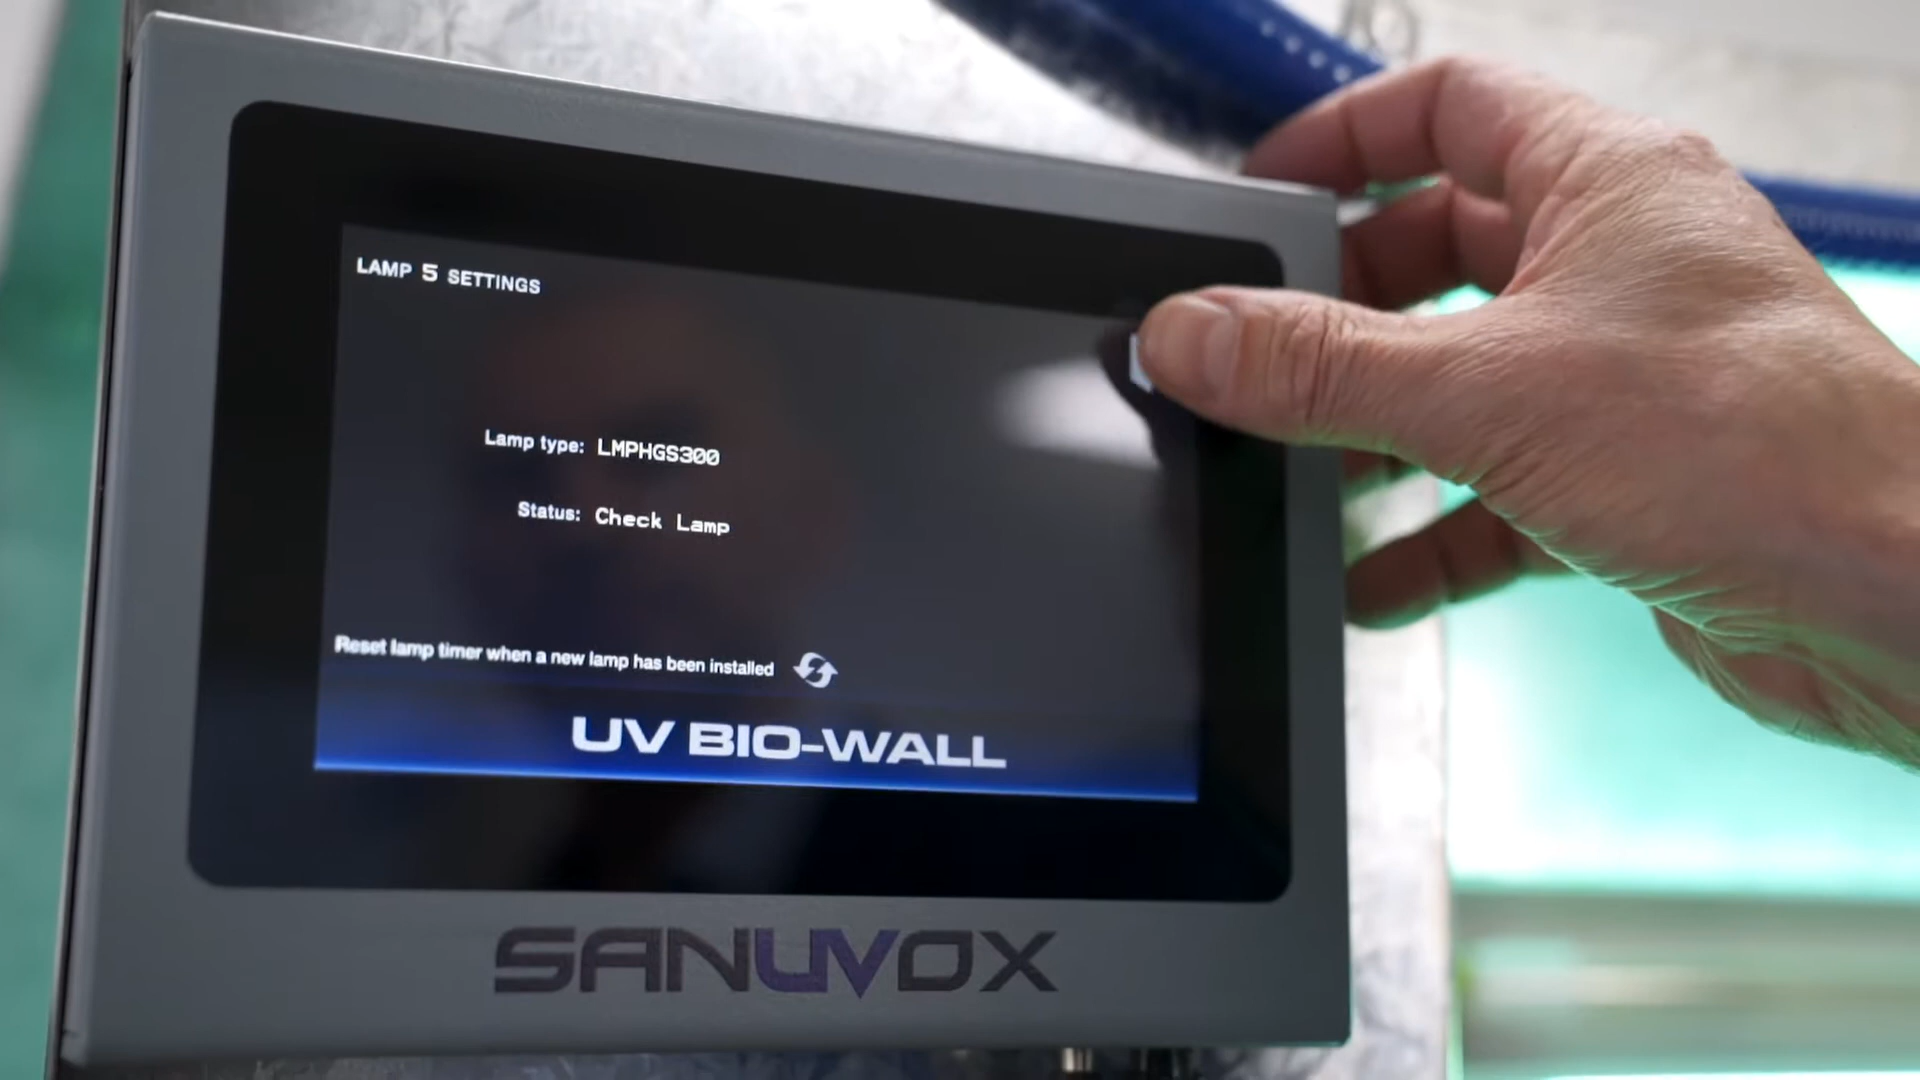 LAMP 5 SETTINGS
Lamp type: LMPHGS300
Status: Check Lamp
Reset lamp timer when a new lamp has been installed
UV BIO-WALL
SANUVOX